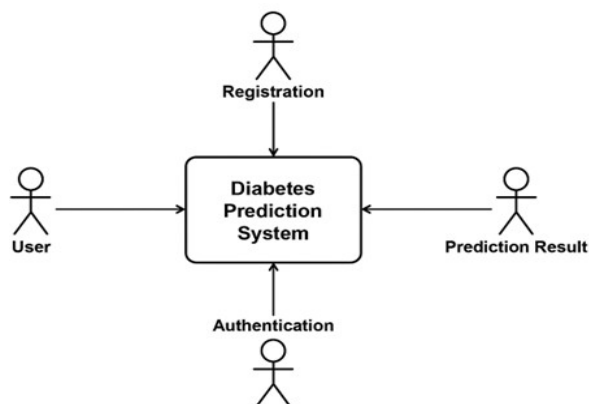 Registration
Diabetes
Prediction
System
User
Prediction Result
Authentication